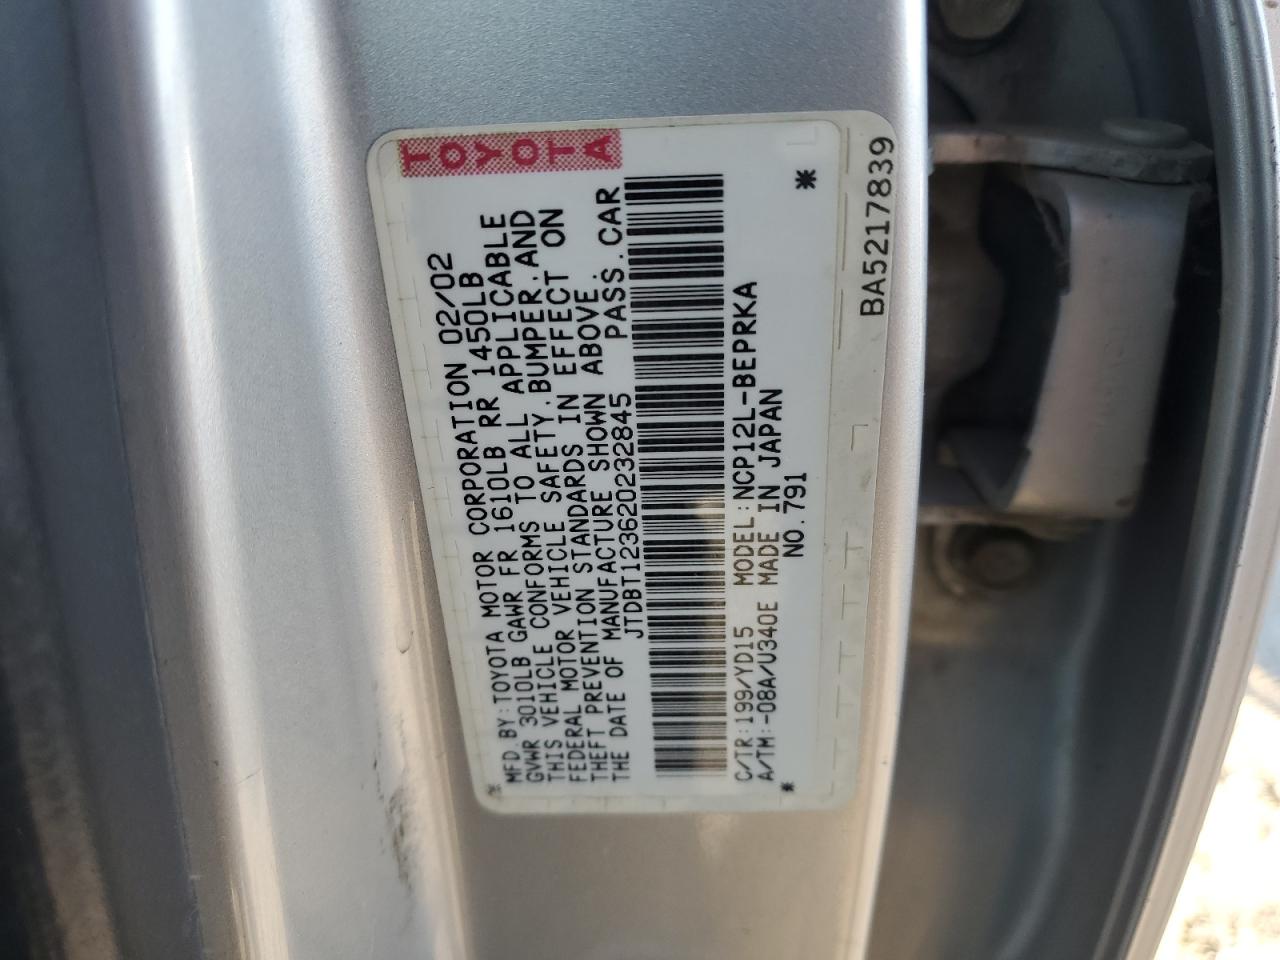 TOYOTA
MFD. BY: TOYOTA MOTOR CORPORATION 02/02
GVWR 3010LB GAWR FR 1610LB RR 1450LB
THIS VEHICLE CONFORMS TO ALL APPLICABLE
FEDERAL MOTOR VEHICLE SAFETY, BUMPER, AND
THEFT PREVENTION STANDARDS IN EFFECT ON
THE DATE OF MANUFACTURE SHOWN ABOVE.
JTDBT123620232845 PASS. CAR
C/TR:199/YD15 MODEL:NCP12L-BEPRKA
A/TM:-08A/U340E MADE IN JAPAN
NO.791
BA5217839